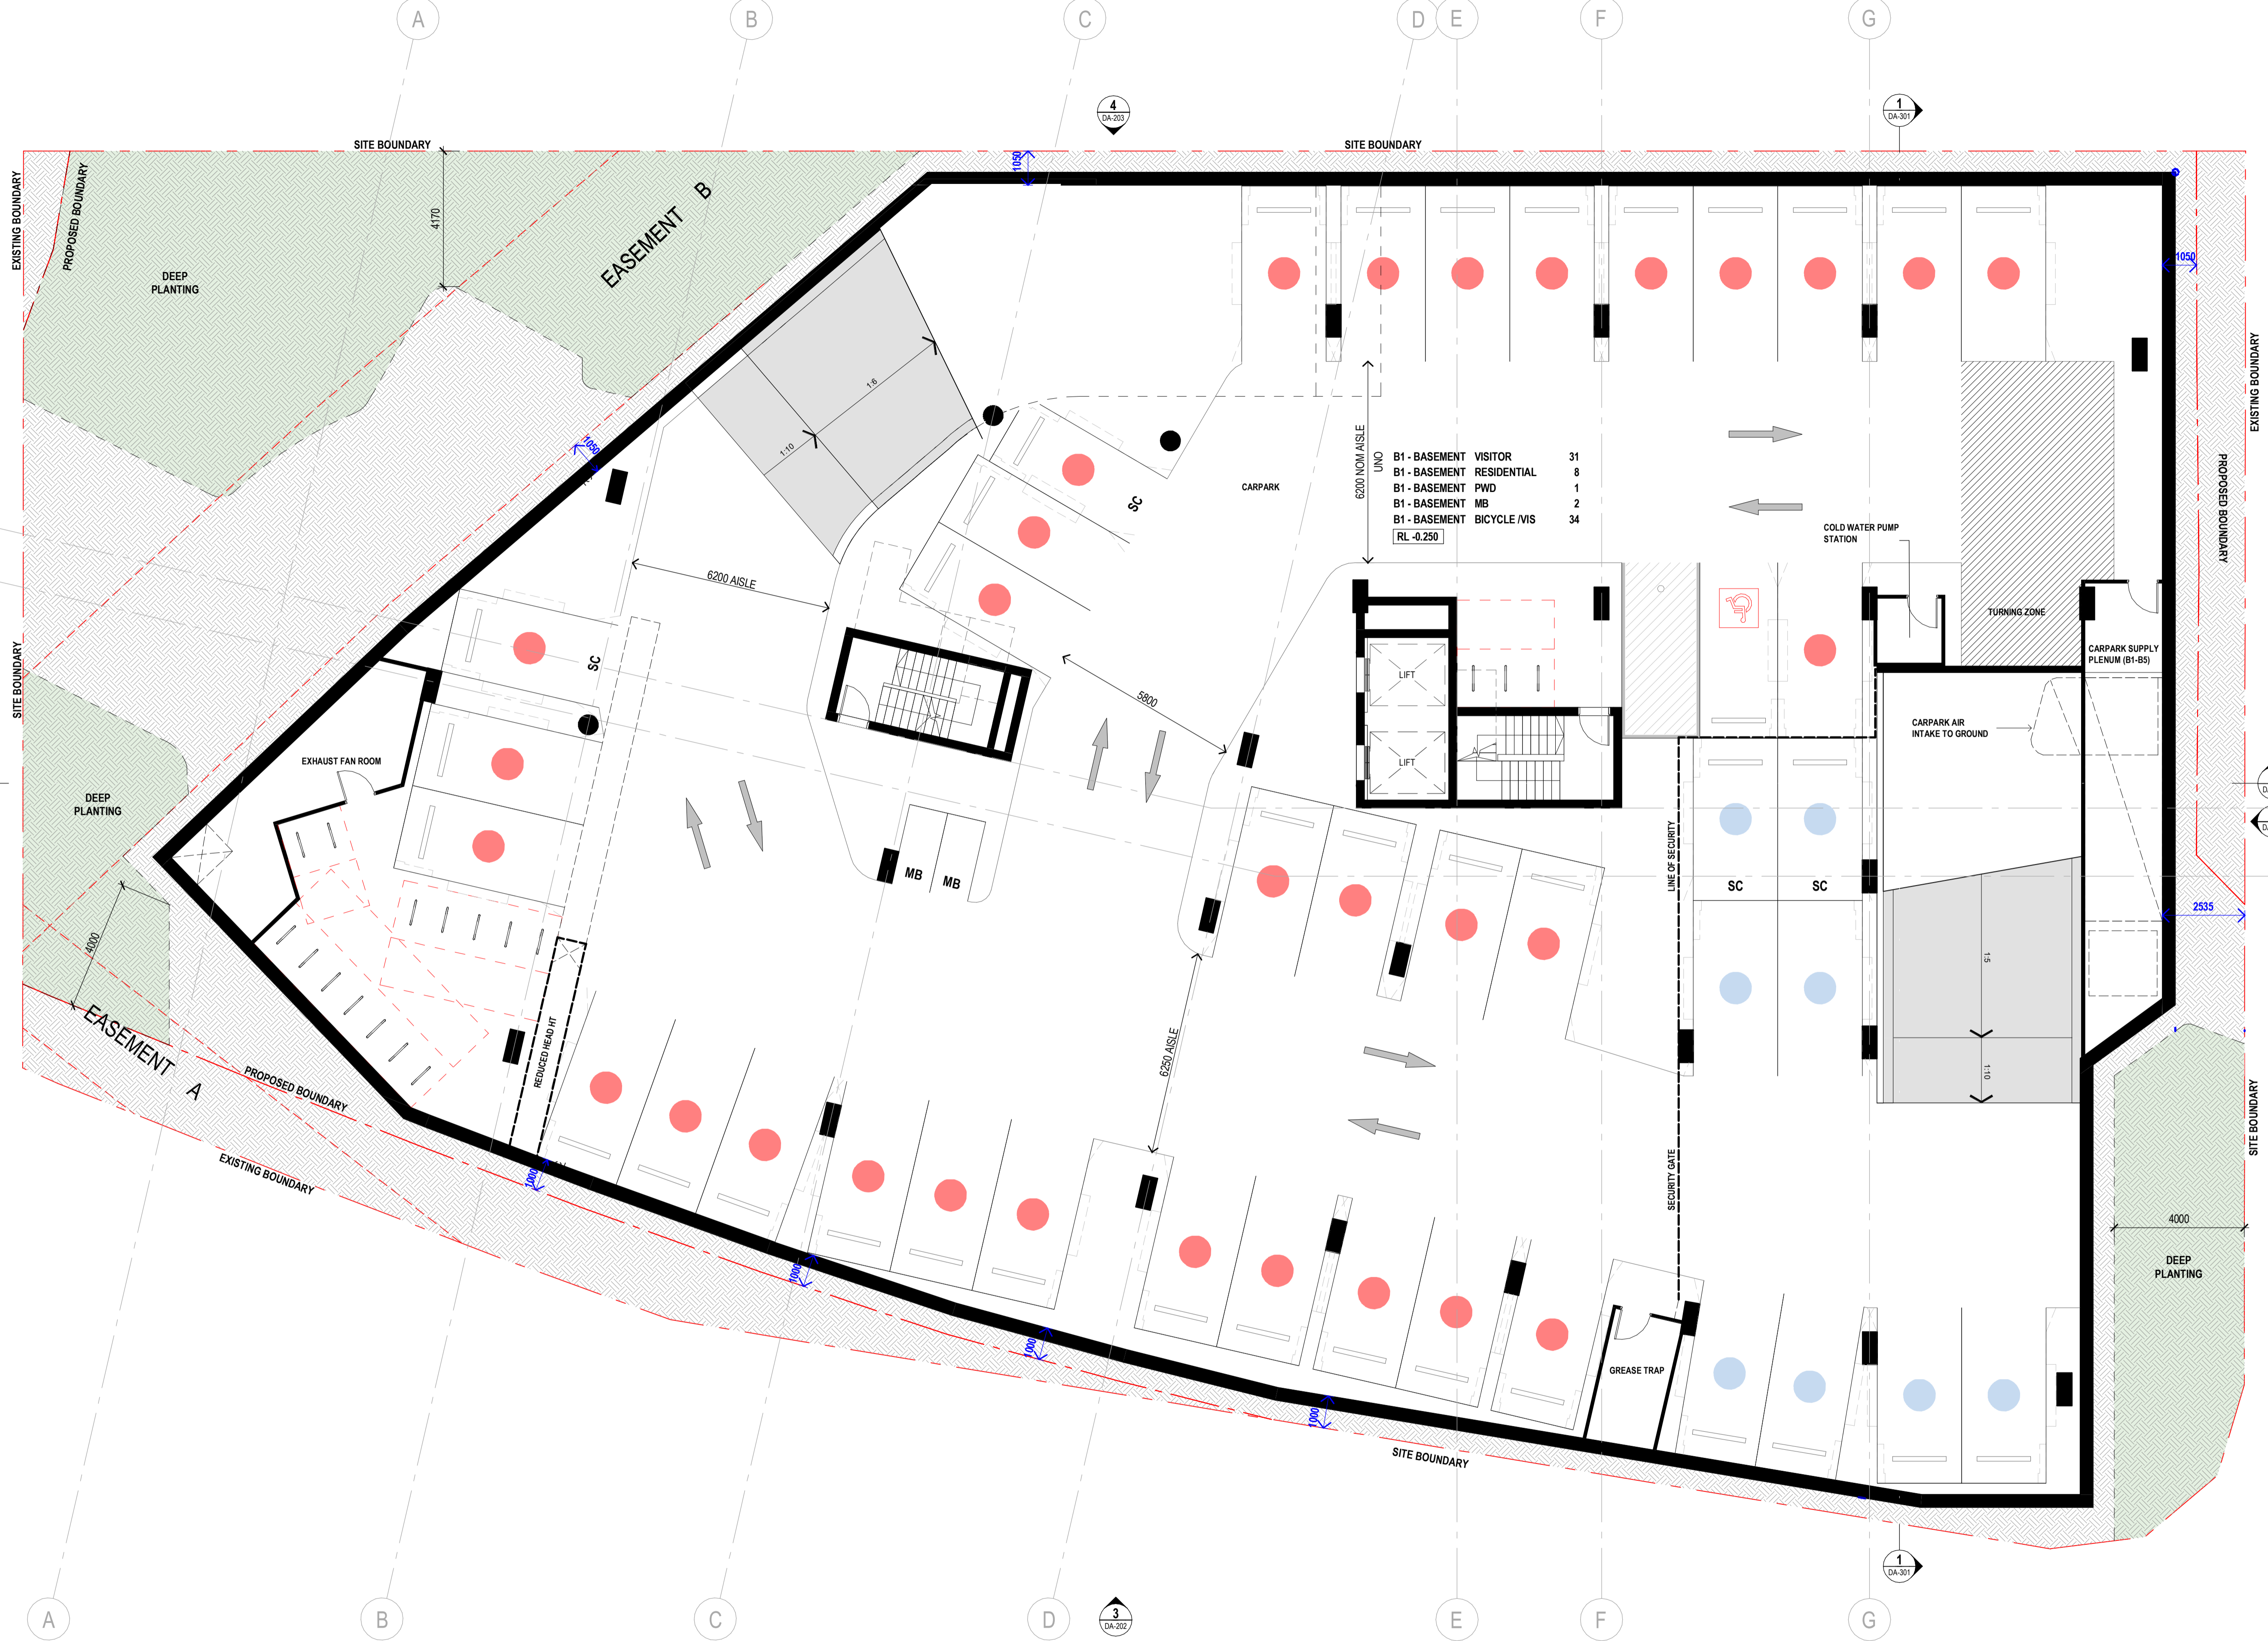 A
B
C
D
E
F
G
4
DA-203
1
DA-301
SITE BOUNDARY
SITE BOUNDARY
EXISTING BOUNDARY
PROPOSED BOUNDARY
4170
EASEMENT B
1050
DEEP
PLANTING
1050
EXISTING BOUNDARY
PROPOSED BOUNDARY
1:6
1:10
1050
SC
CARPARK
6200 NOM AISLE
UNO
B1 - BASEMENT VISITOR 31
B1 - BASEMENT RESIDENTIAL 8
B1 - BASEMENT PWD 1
B1 - BASEMENT MB 2
B1 - BASEMENT BICYCLE /VIS 34
RL -0.250
COLD WATER PUMP
STATION
TURNING ZONE
CARPARK SUPPLY
PLENUM (B1-B5)
6200 AISLE
SITE BOUNDARY
SC
5800
LIFT
LIFT
CARPARK AIR
INTAKE TO GROUND
EXHAUST FAN ROOM
DEEP
PLANTING
MB
MB
LINE OF SECURITY
SC
SC
2535
4000
1:5
1:10
EASEMENT A
PROPOSED BOUNDARY
EXISTING BOUNDARY
REDUCED HEAD HT
6250 AISLE
SECURITY GATE
SITE BOUNDARY
1000
1000
1000
1000
4000
DEEP
PLANTING
GREASE TRAP
SITE BOUNDARY
1
DA-301
3
DA-202
A
B
C
D
E
F
G